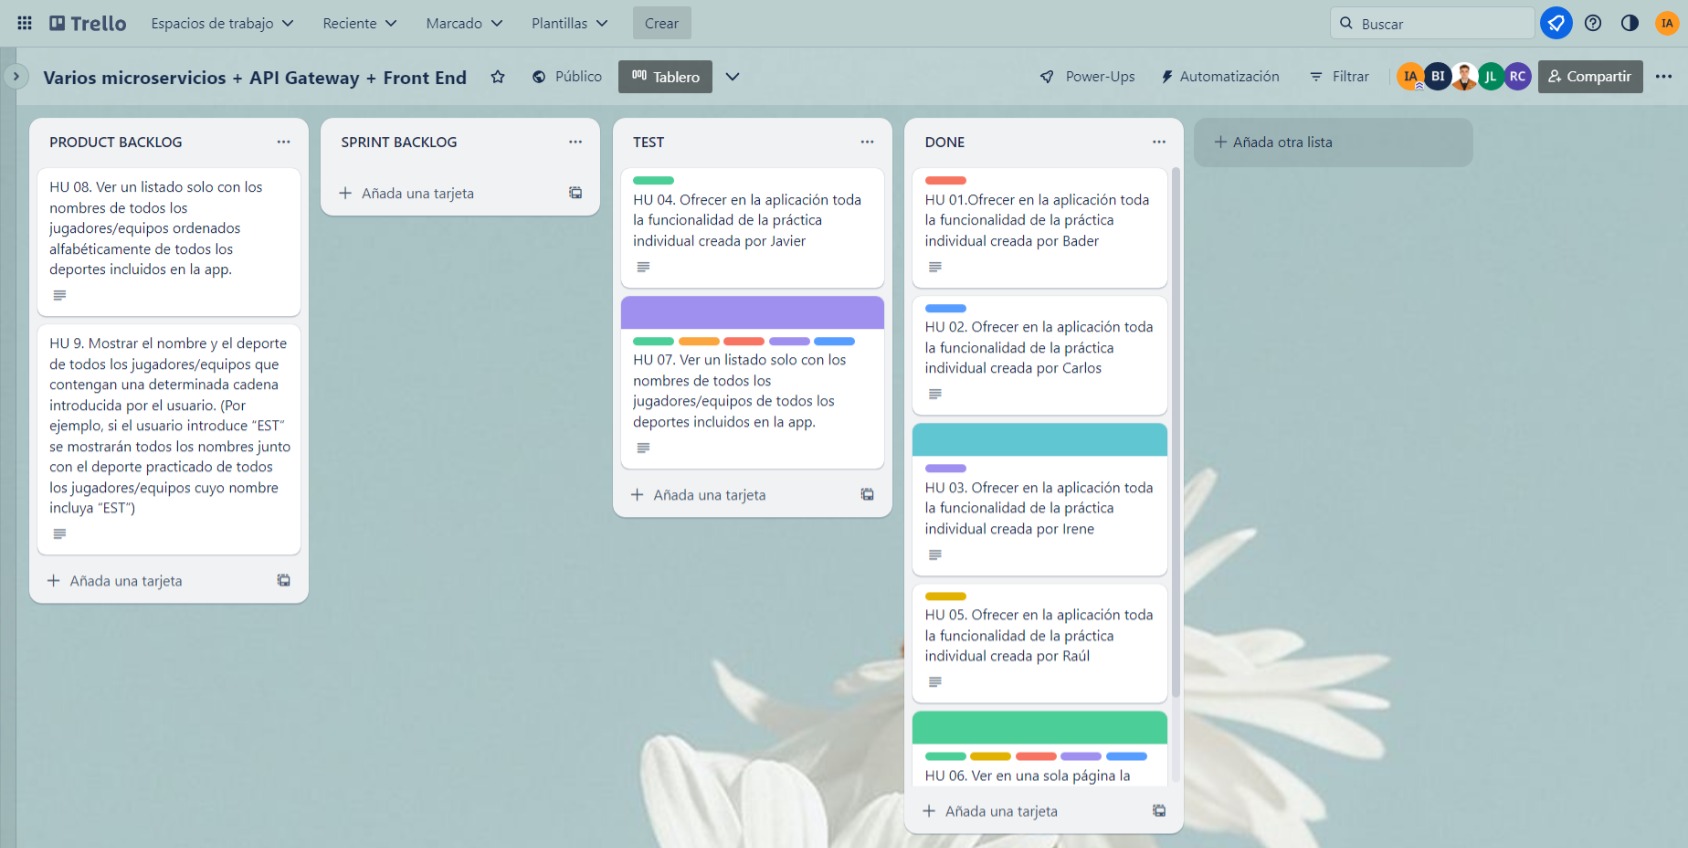 Trello
Espacios de trabajo
Reciente
Marcado
Plantillas
Crear
Buscar
IA
Varios microservicios + API Gateway + Front End
Público
Tablero
Power-Ups
Automatización
Filtrar
IA
BI
JL
RC
Compartir
PRODUCT BACKLOG
HU 08. Ver un listado solo con los
nombres de todos los
jugadores/equipos ordenados
alfabéticamente de todos los
deportes incluidos en la app.
HU 9. Mostrar el nombre y el deporte
de todos los jugadores/equipos que
contengan una determinada cadena
introducida por el usuario. (Por
ejemplo, si el usuario introduce “EST”
se mostrarán todos los nombres junto
con el deporte practicado de todos
los jugadores/equipos cuyo nombre
incluya “EST”)
Añada una tarjeta
SPRINT BACKLOG
Añada una tarjeta
TEST
HU 04. Ofrecer en la aplicación toda
la funcionalidad de la práctica
individual creada por Javier
HU 07. Ver un listado solo con los
nombres de todos los
jugadores/equipos de todos los
deportes incluidos en la app.
Añada una tarjeta
DONE
HU 01.Ofrecer en la aplicación toda
la funcionalidad de la práctica
individual creada por Bader
HU 02. Ofrecer en la aplicación toda
la funcionalidad de la práctica
individual creada por Carlos
HU 03. Ofrecer en la aplicación toda
la funcionalidad de la práctica
individual creada por Irene
HU 05. Ofrecer en la aplicación toda
la funcionalidad de la práctica
individual creada por Raúl
HU 06. Ver en una sola página la
Añada una tarjeta
Añada otra lista